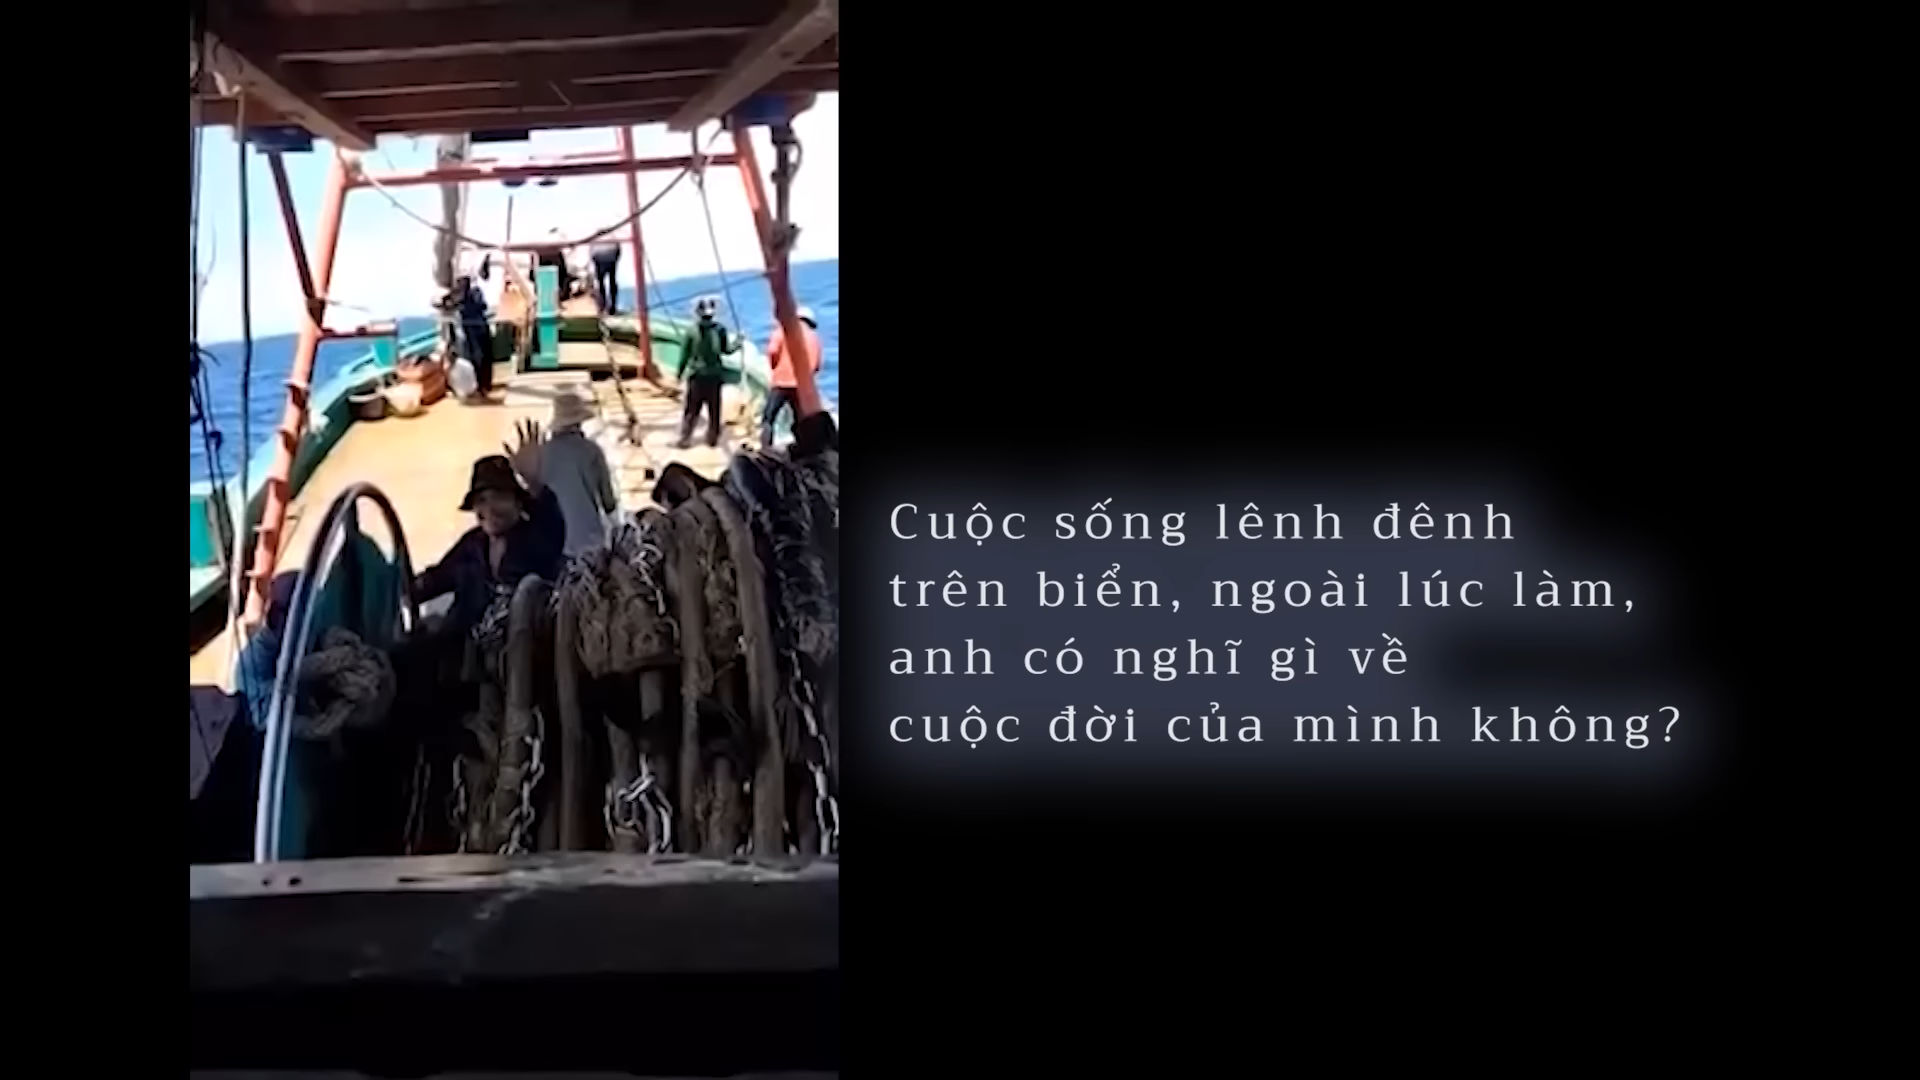 Cuộc sống lênh đênh
trên biển, ngoài lúc làm,
anh có nghĩ gì về
cuộc đời của mình không?